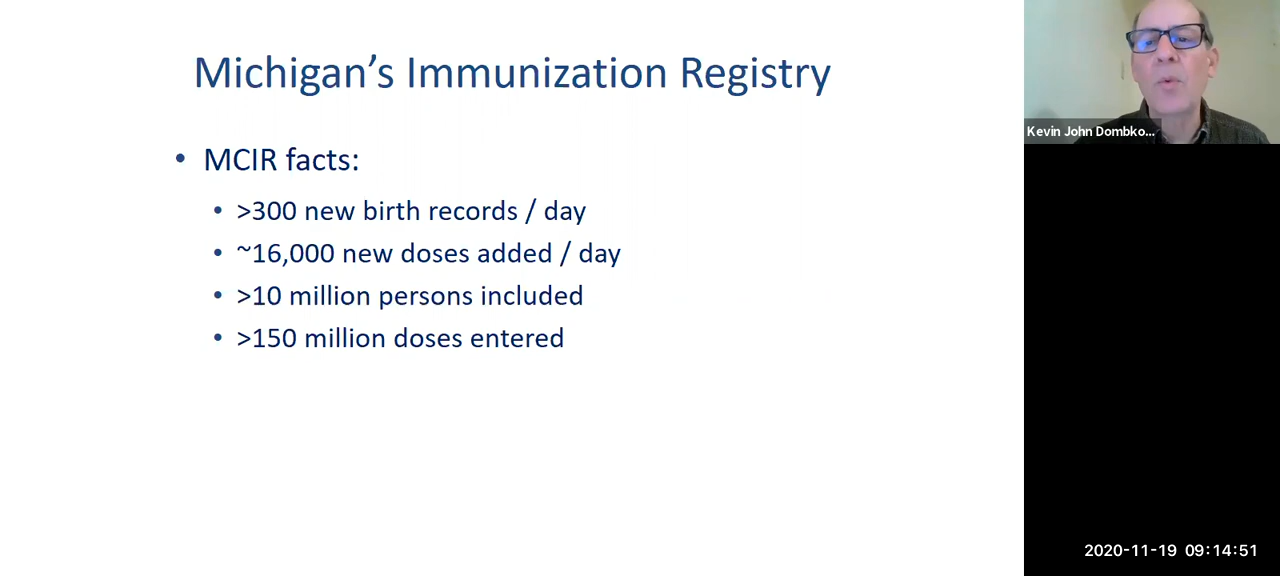 Michigan’s Immunization Registry
• MCIR facts:
• >300 new birth records / day
• ~16,000 new doses added / day
• >10 million persons included
• >150 million doses entered
Kevin John Dombko...
2020-11-19 09:14:51